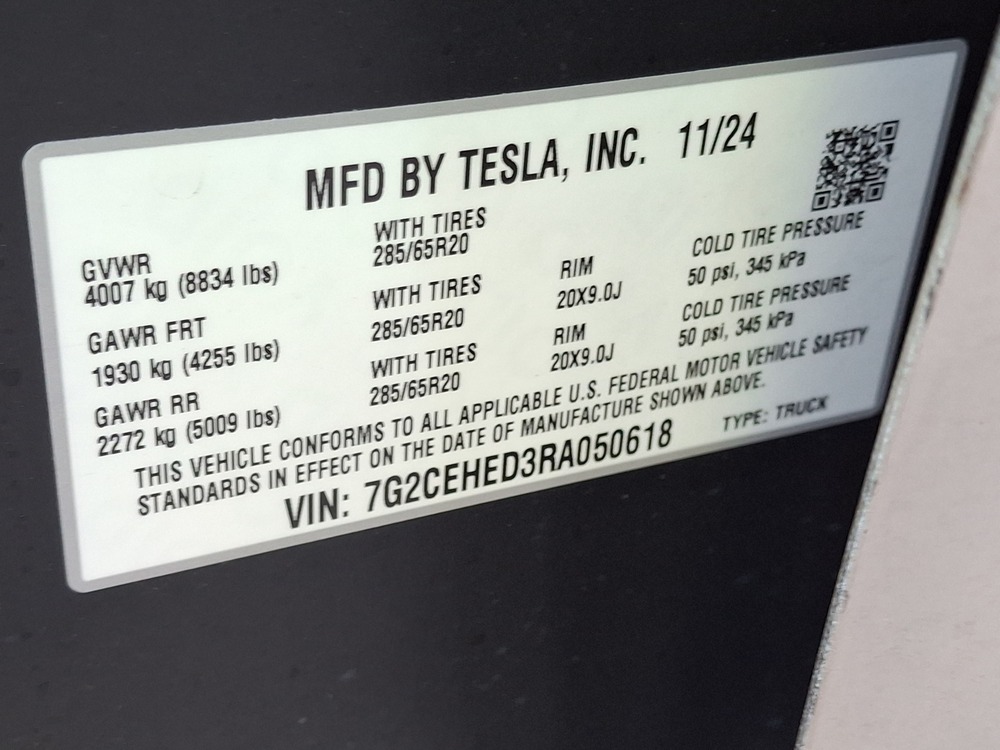 MFD BY TESLA, INC. 11/24
GVWR
4007 kg (8834 lbs)
WITH TIRES
285/65R20
GAWR FRT
1930 kg (4255 lbs)
WITH TIRES
285/65R20
RIM
20X9.0J
COLD TIRE PRESSURE
50 psi, 345 kPa
GAWR RR
2272 kg (5009 lbs)
WITH TIRES
285/65R20
RIM
20X9.0J
COLD TIRE PRESSURE
50 psi, 345 kPa
THIS VEHICLE CONFORMS TO ALL APPLICABLE U.S. FEDERAL MOTOR VEHICLE SAFETY
STANDARDS IN EFFECT ON THE DATE OF MANUFACTURE SHOWN ABOVE.
VIN: 7G2CEHED3RA050618
TYPE: TRUCK